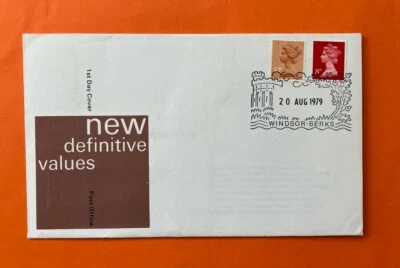 1st Day Cover
new
definitive
values
Post Office
20 AUG 1979
WINDSOR·BERKS